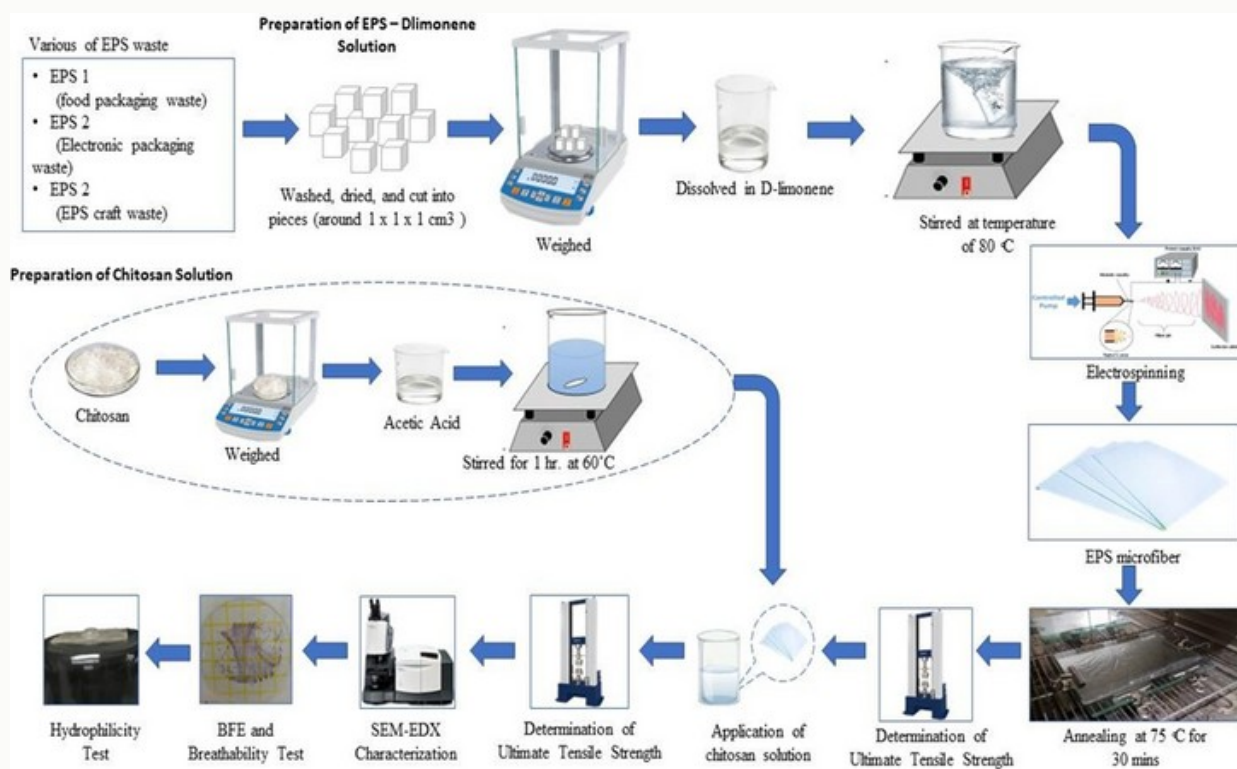 Preparation of EPS – Dlimonene
Solution
Various of EPS waste
• EPS 1
(food packaging waste)
• EPS 2
(Electronic packaging
waste)
• EPS 2
(EPS craft waste)
Washed, dried, and cut into
pieces (around 1 x 1 x 1 cm3 )
Weighed
Dissolved in D-limonene
Stirred at temperature
of 80 °C
Preparation of Chitosan Solution
Chitosan
Weighed
Acetic Acid
Stirred for 1 hr. at 60°C
Controlled
Pump
Electrospinning
EPS microfiber
Annealing at 75 °C for
30 mins
Determination of
Ultimate Tensile Strength
Application of
chitosan solution
Determination of
Ultimate Tensile Strength
SEM-EDX
Characterization
BFE and
Breathability Test
Hydrophilicity
Test